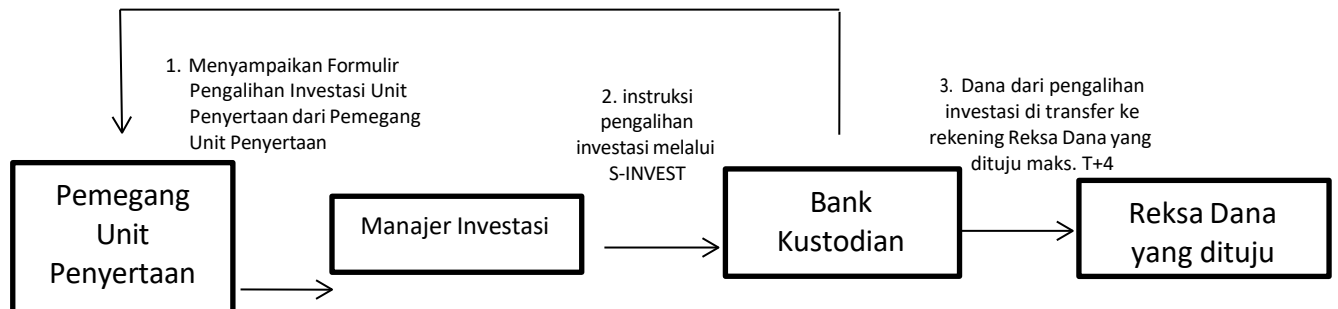 1. Menyampaikan Formulir
Pengalihan Investasi Unit
Penyertaan dari Pemegang
Unit Penyertaan
2. instruksi
pengalihan
investasi melalui
S-INVEST
3. Dana dari pengalihan
investasi di transfer ke
rekening Reksa Dana yang
dituju maks. T+4
Pemegang
Unit
Penyertaan
Manajer Investasi
Bank
Kustodian
Reksa Dana
yang dituju